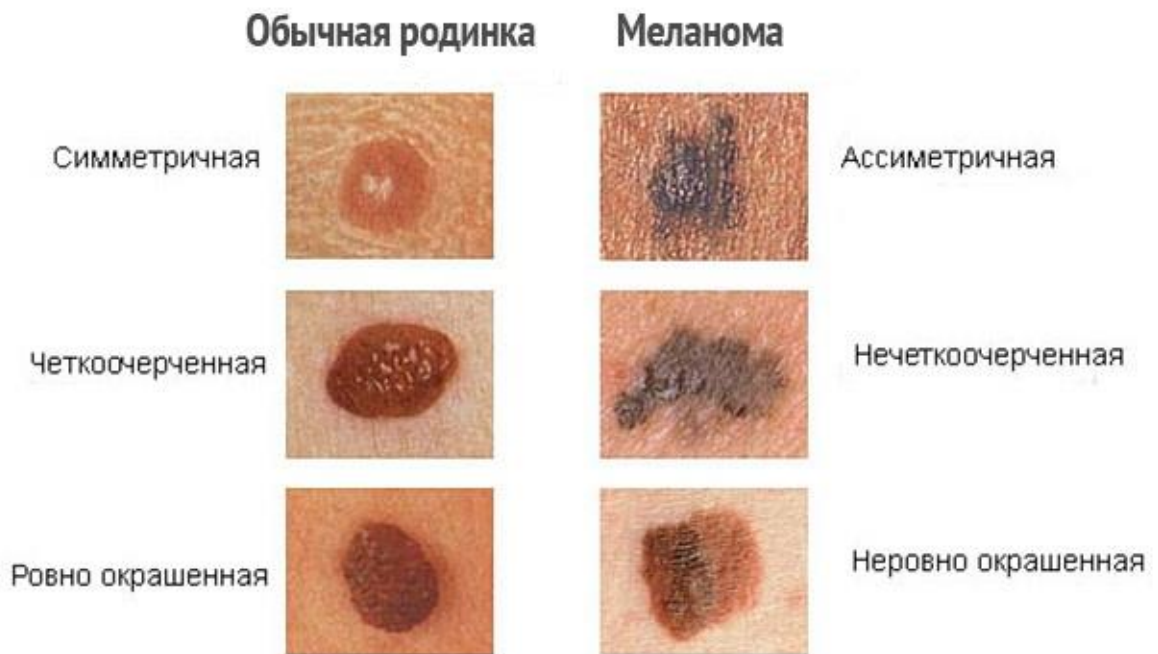 Обычная родинка
Меланома
Симметричная
Ассиметричная
Четкоочерченная
Нечеткоочерченная
Ровно окрашенная
Неровно окрашенная